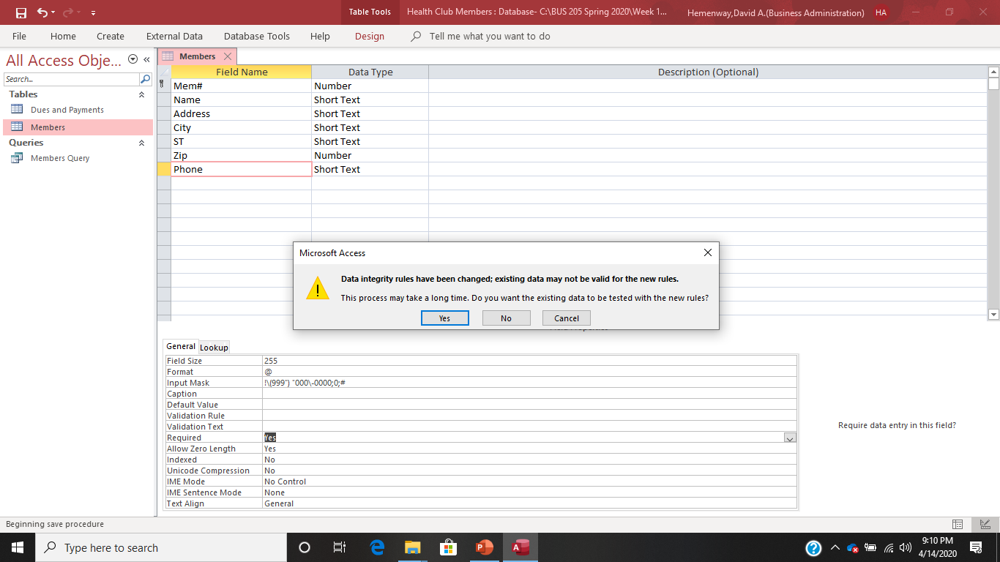 Table Tools Health Club Members : Database- C:\BUS 205 Spring 2020\Week 1... Hemenway,David A.(Business Administration) HA
File Home Create External Data Database Tools Help Design Tell me what you want to do
All Access Obje... «
Search...
Tables
Dues and Payments
Members
Queries
Members Query
Members
Field Name Data Type Description (Optional)
Mem# Number
Name Short Text
Address Short Text
City Short Text
ST Short Text
Zip Number
Phone Short Text
Microsoft Access
Data integrity rules have been changed; existing data may not be valid for the new rules.
This process may take a long time. Do you want the existing data to be tested with the new rules?
Yes No Cancel
General Lookup
Field Size 255
Format @
Input Mask !\(999") "000\-0000;0;#
Caption
Default Value
Validation Rule
Validation Text
Required Yes
Allow Zero Length Yes
Indexed No
Unicode Compression No
IME Mode No Control
IME Sentence Mode None
Text Align General
Require data entry in this field?
Beginning save procedure
Type here to search
9:10 PM
4/14/2020